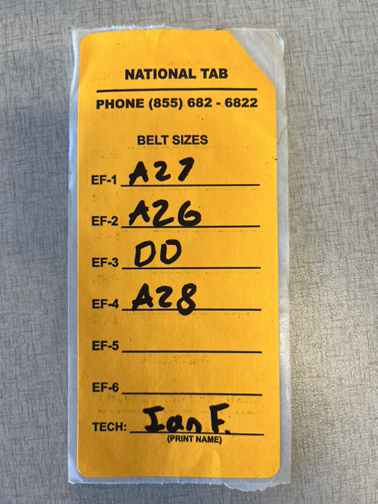 NATIONAL TAB
PHONE (855) 682 - 6822
BELT SIZES
EF-1 A27
EF-2 A26
EF-3 DD
EF-4 A28
EF-5
EF-6
TECH: Ian F.
(PRINT NAME)